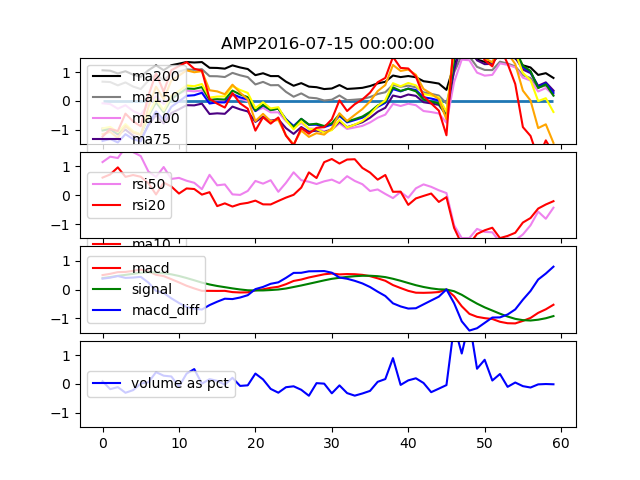 AMP2016-07-15 00:00:00
1
0
−1
ma200
ma150
ma100
ma75
1
0
−1
rsi50
rsi20
ma10
1
0
−1
macd
signal
macd_diff
1
0
−1
volume as pct
0 10 20 30 40 50 60